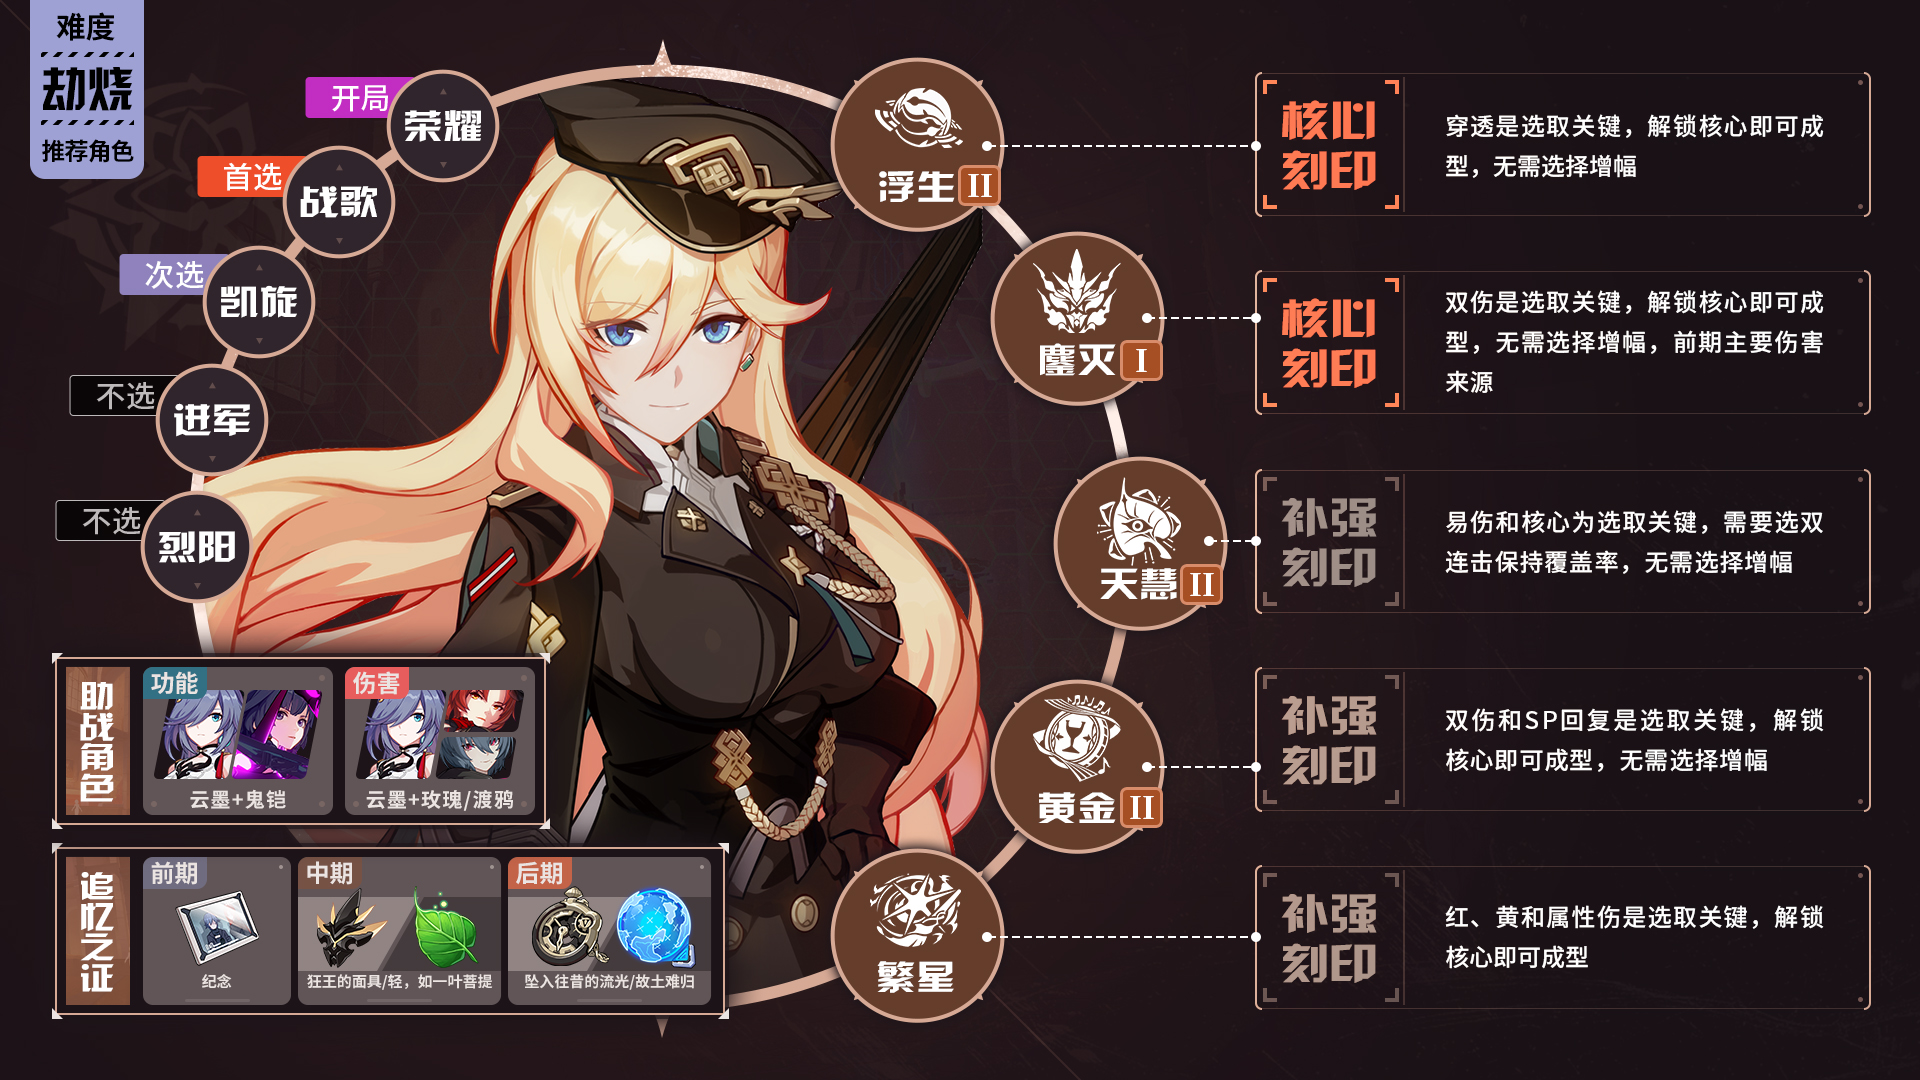 难度
劫烧
推荐角色
开局
荣耀
首选
战歌
次选
凯旋
不选
进军
不选
烈阳
浮生 II
核心
刻印
穿透是选取关键，解锁核心即可成
型，无需选择增幅
鏖灭 I
核心
刻印
双伤是选取关键，解锁核心即可成
型，无需选择增幅，前期主要伤害
来源
天慧 II
补强
刻印
易伤和核心为选取关键，需要选双
连击保持覆盖率，无需选择增幅
黄金 II
补强
刻印
双伤和SP回复是选取关键，解锁
核心即可成型，无需选择增幅
繁星
补强
刻印
红、黄和属性伤是选取关键，解锁
核心即可成型
助战角色
功能
云墨+鬼铠
伤害
云墨+玫瑰/渡鸦
追忆之证
前期
纪念
中期
狂王的面具/轻，如一叶菩提
后期
坠入往昔的流光/故土难归